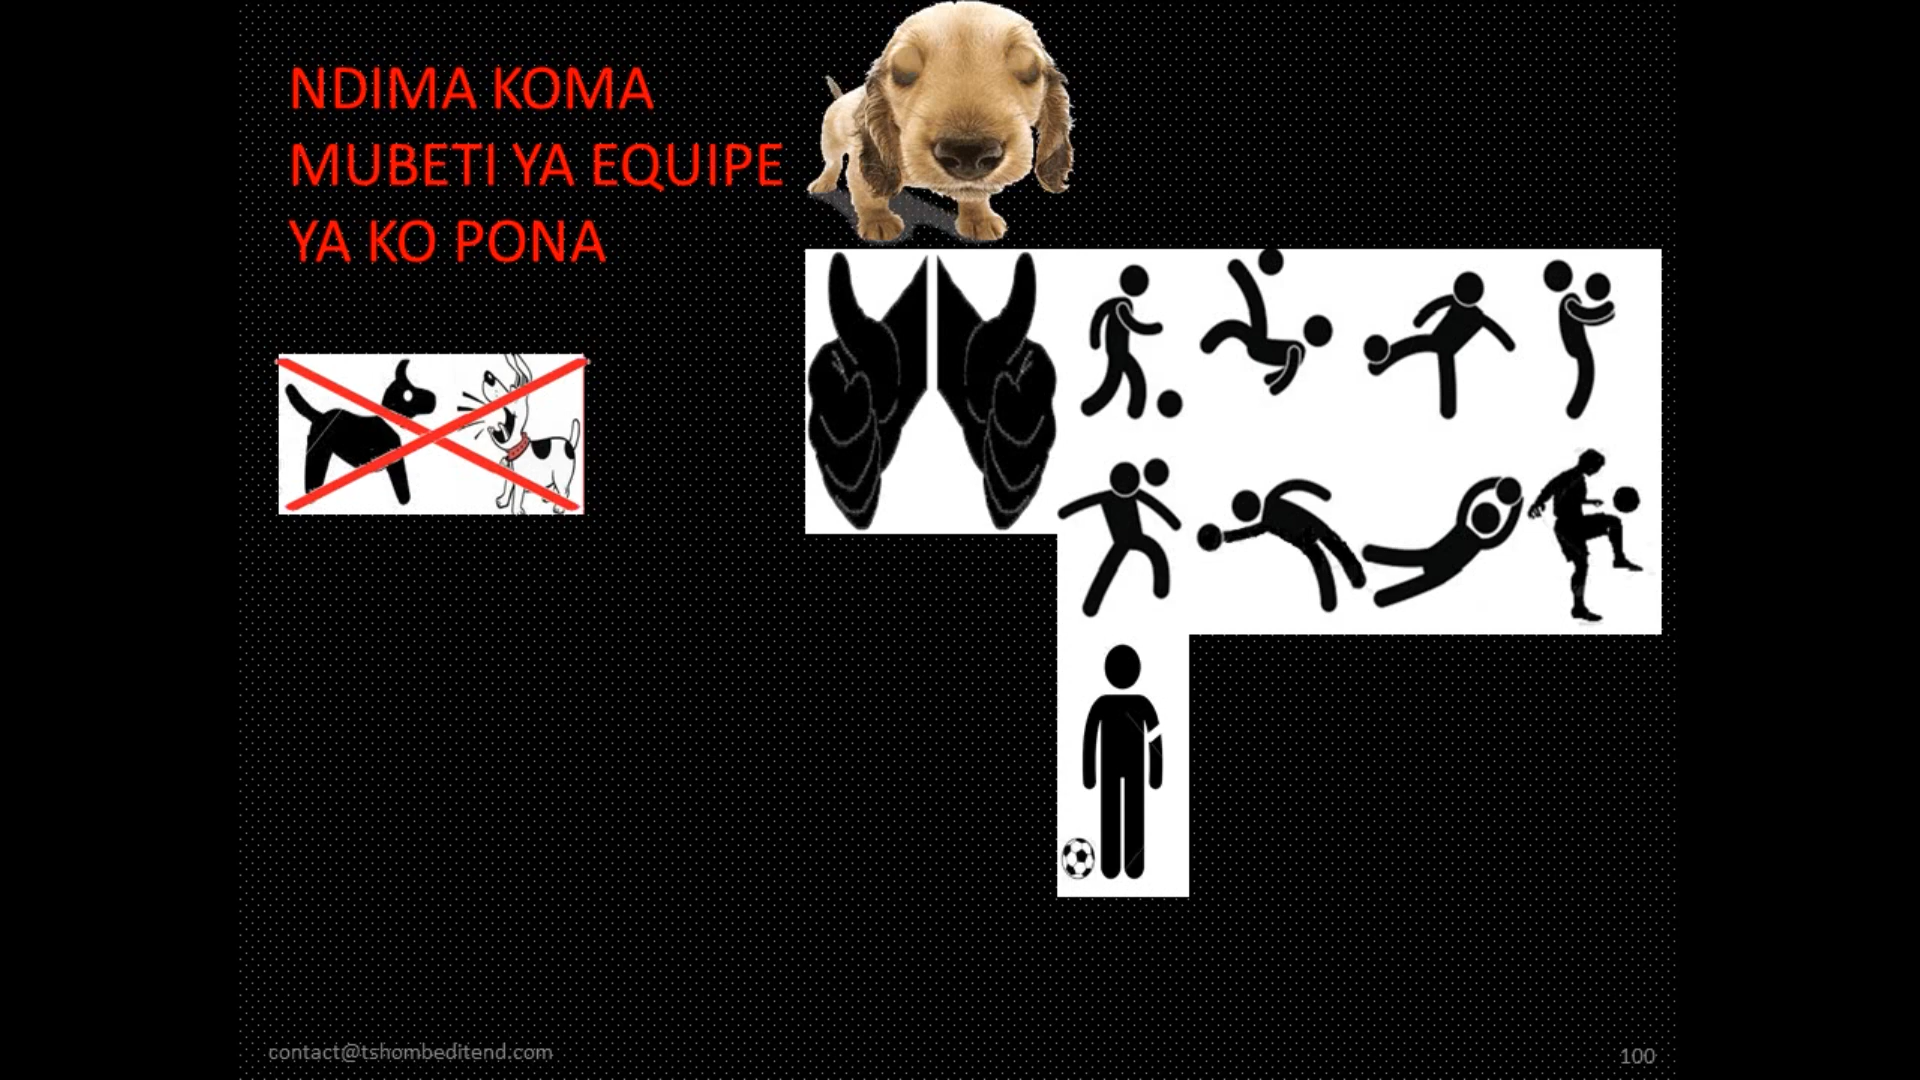 NDIMA KOMA
MUBETI YA EQUIPE
YA KO PONA
contact@tshombeditend.com
100